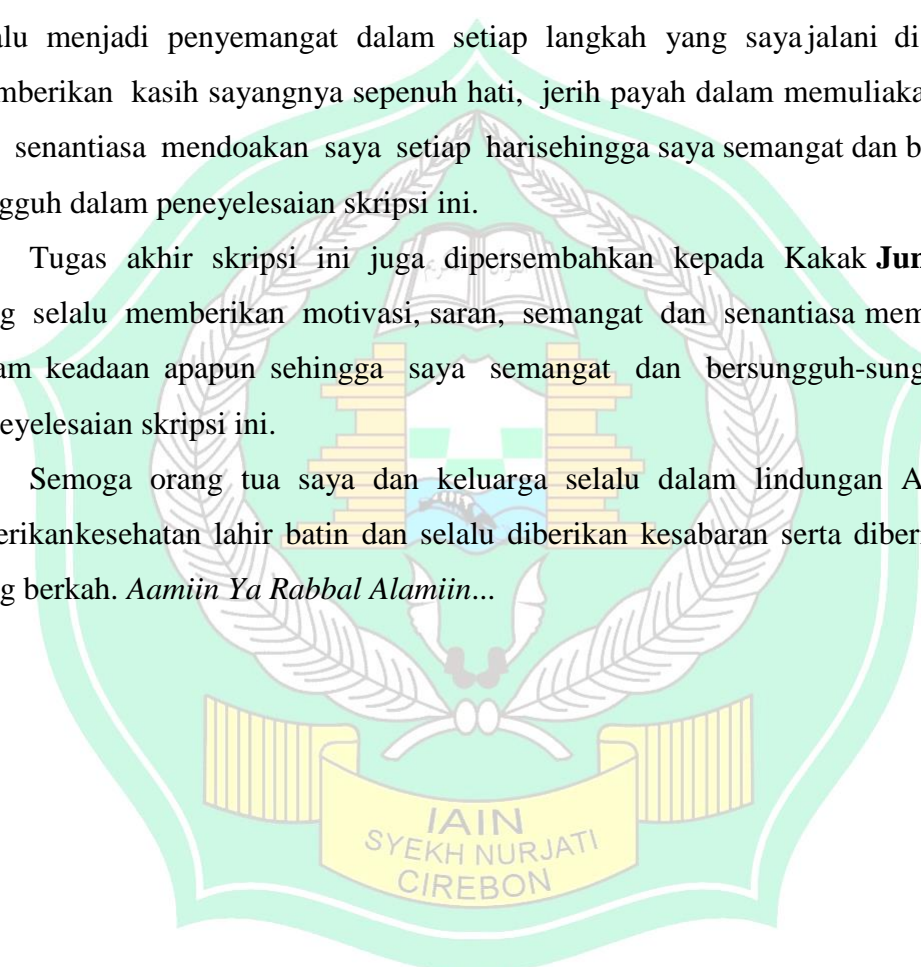 alu menjadi penyemangat dalam setiap langkah yang saya jalani di
mberikan kasih sayangnya sepenuh hati, jerih payah dalam memuliaka
senantiasa mendoakan saya setiap harisehingga saya semangat dan b
gguh dalam peneyelesaian skripsi ini.
Tugas akhir skripsi ini juga dipersembahkan kepada Kakak Jun
g selalu memberikan motivasi, saran, semangat dan senantiasa mem
am keadaan apapun sehingga saya semangat dan bersungguh-sung
eyelesaian skripsi ini.
Semoga orang tua saya dan keluarga selalu dalam lindungan A
erikankesehatan lahir batin dan selalu diberikan kesabaran serta diberi
g berkah. Aamiin Ya Rabbal Alamiin...
IAIN
SYEKH NURJATI
CIREBON